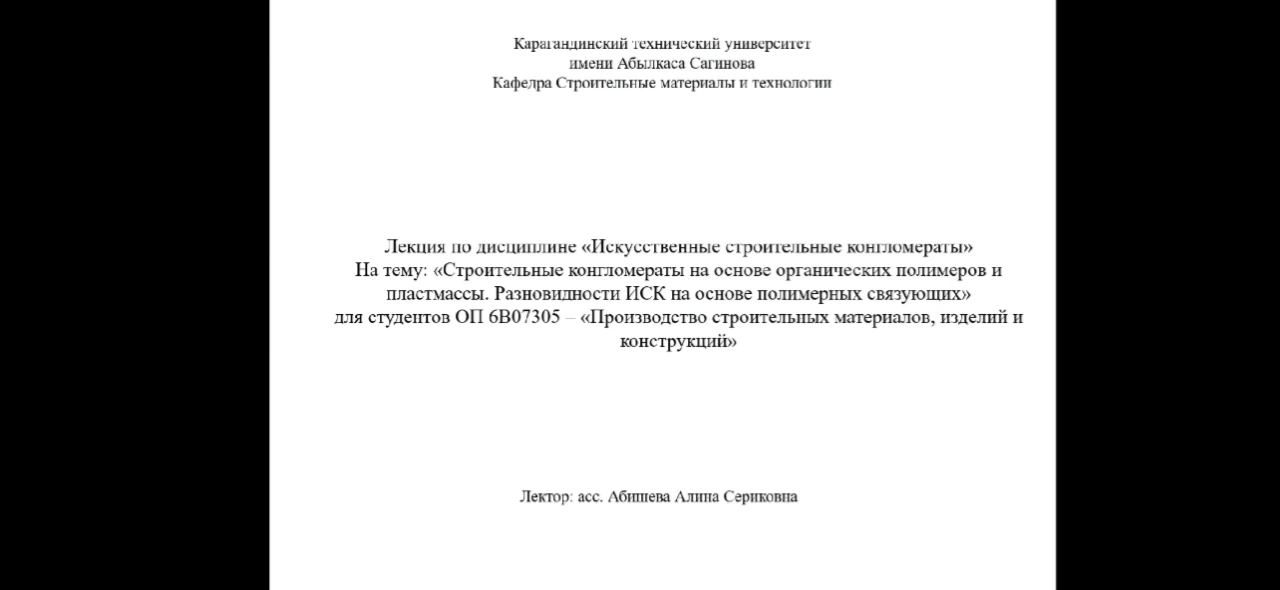 Карагандинский технический университет
имени Абылкаса Сагинова
Кафедра Строительные материалы и технологии
Лекция по дисциплине «Искусственные строительные конгломераты»
На тему: «Строительные конгломераты на основе органических полимеров и
пластмассы. Разновидности ИСК на основе полимерных связующих»
для студентов ОП 6В07305 – «Производство строительных материалов, изделий и
конструкций»
Лектор: асс. Абишева Алина Сериковна